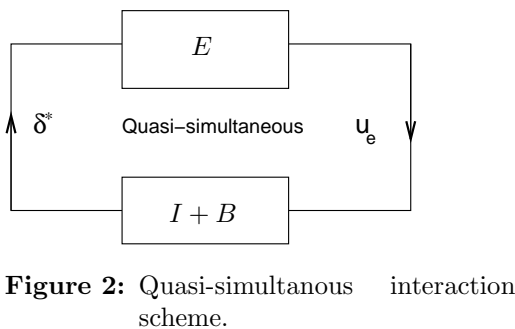 E
δ*
Quasi–simultaneous
u_e
I + B
Figure 2: Quasi-simultanous interaction
scheme.